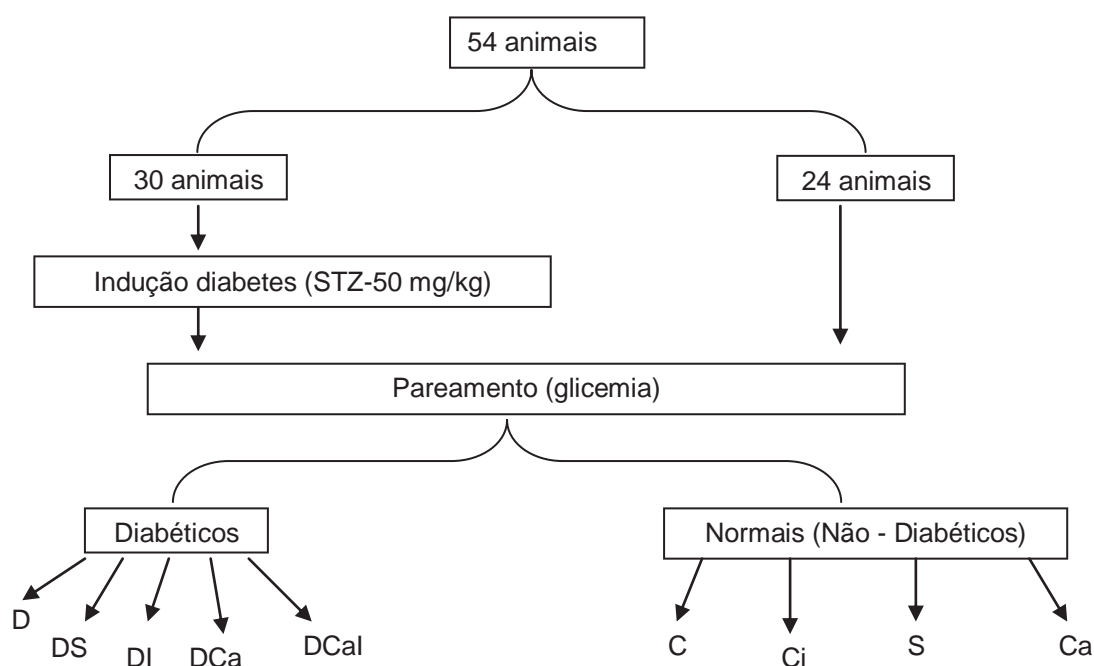 54 animais
30 animais
24 animais
Indução diabetes (STZ-50 mg/kg)
Pareamento (glicemia)
Diabéticos
Normais (Não - Diabéticos)
D
DS
DI
DCa
DCal
C
Ci
S
Ca